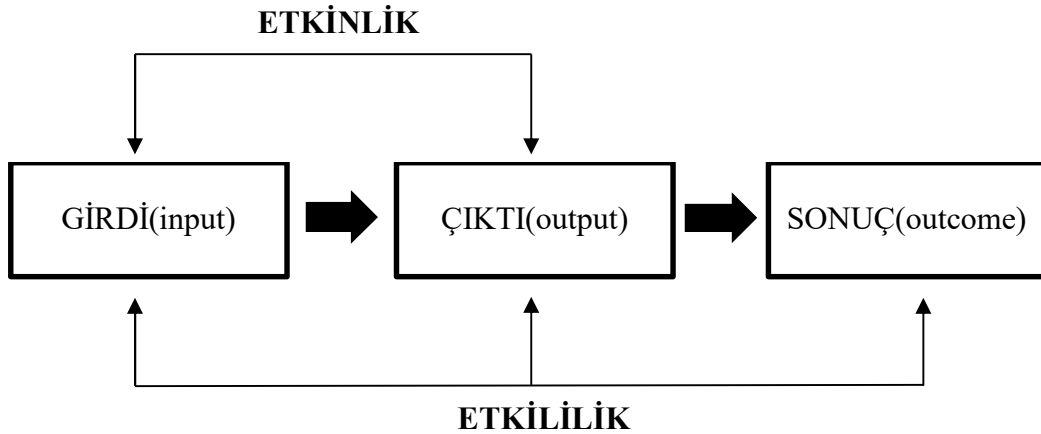 ETKİNLİK
GİRDİ(input)
ÇIKTI(output)
SONUÇ(outcome)
ETKİLİLİK